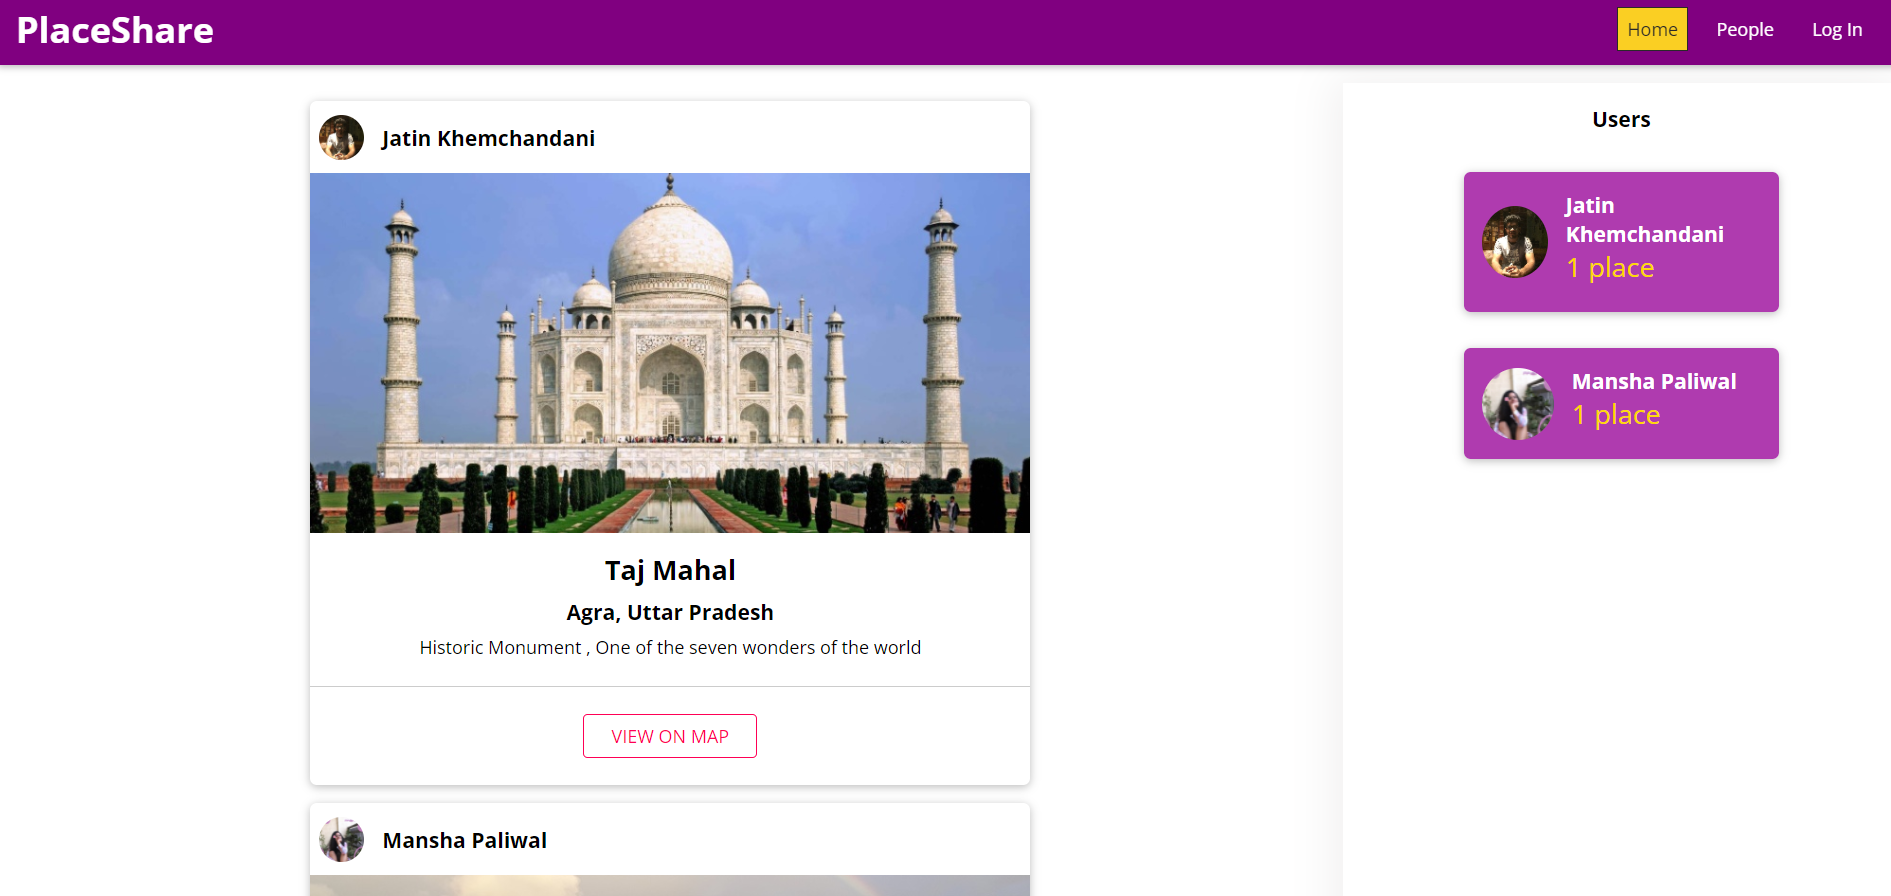 PlaceShare
Home
People
Log In
Jatin Khemchandani
Taj Mahal
Agra, Uttar Pradesh
Historic Monument , One of the seven wonders of the world
VIEW ON MAP
Mansha Paliwal
Users
Jatin
Khemchandani
1 place
Mansha Paliwal
1 place